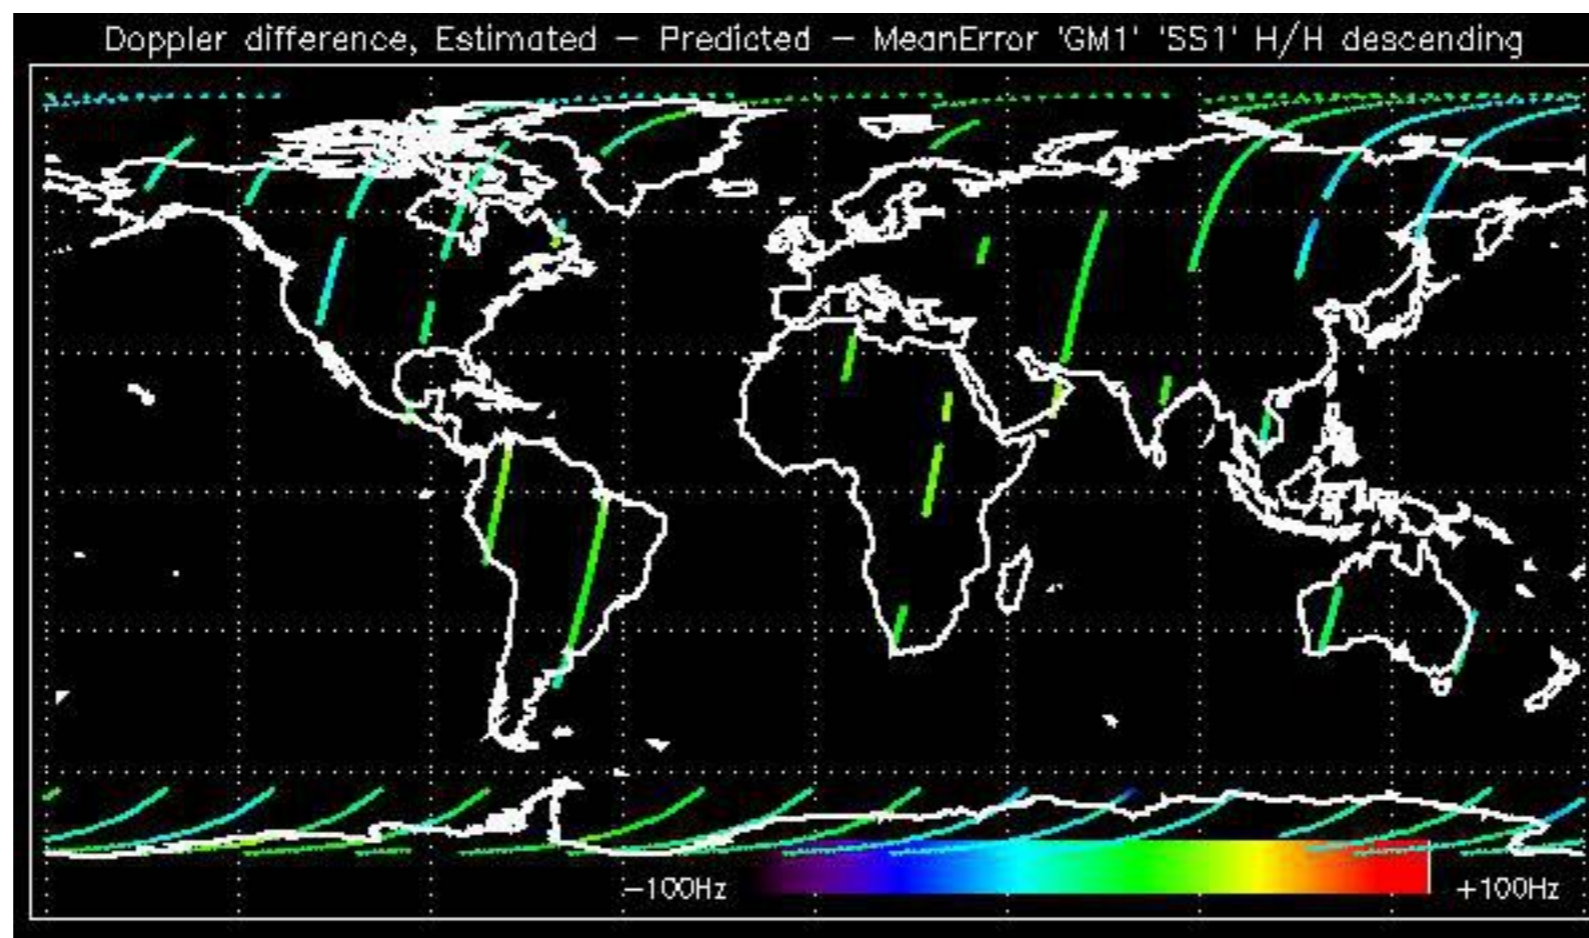 Doppler difference, Estimated – Predicted – MeanError 'GM1' 'SS1' H/H descending
–100Hz +100Hz